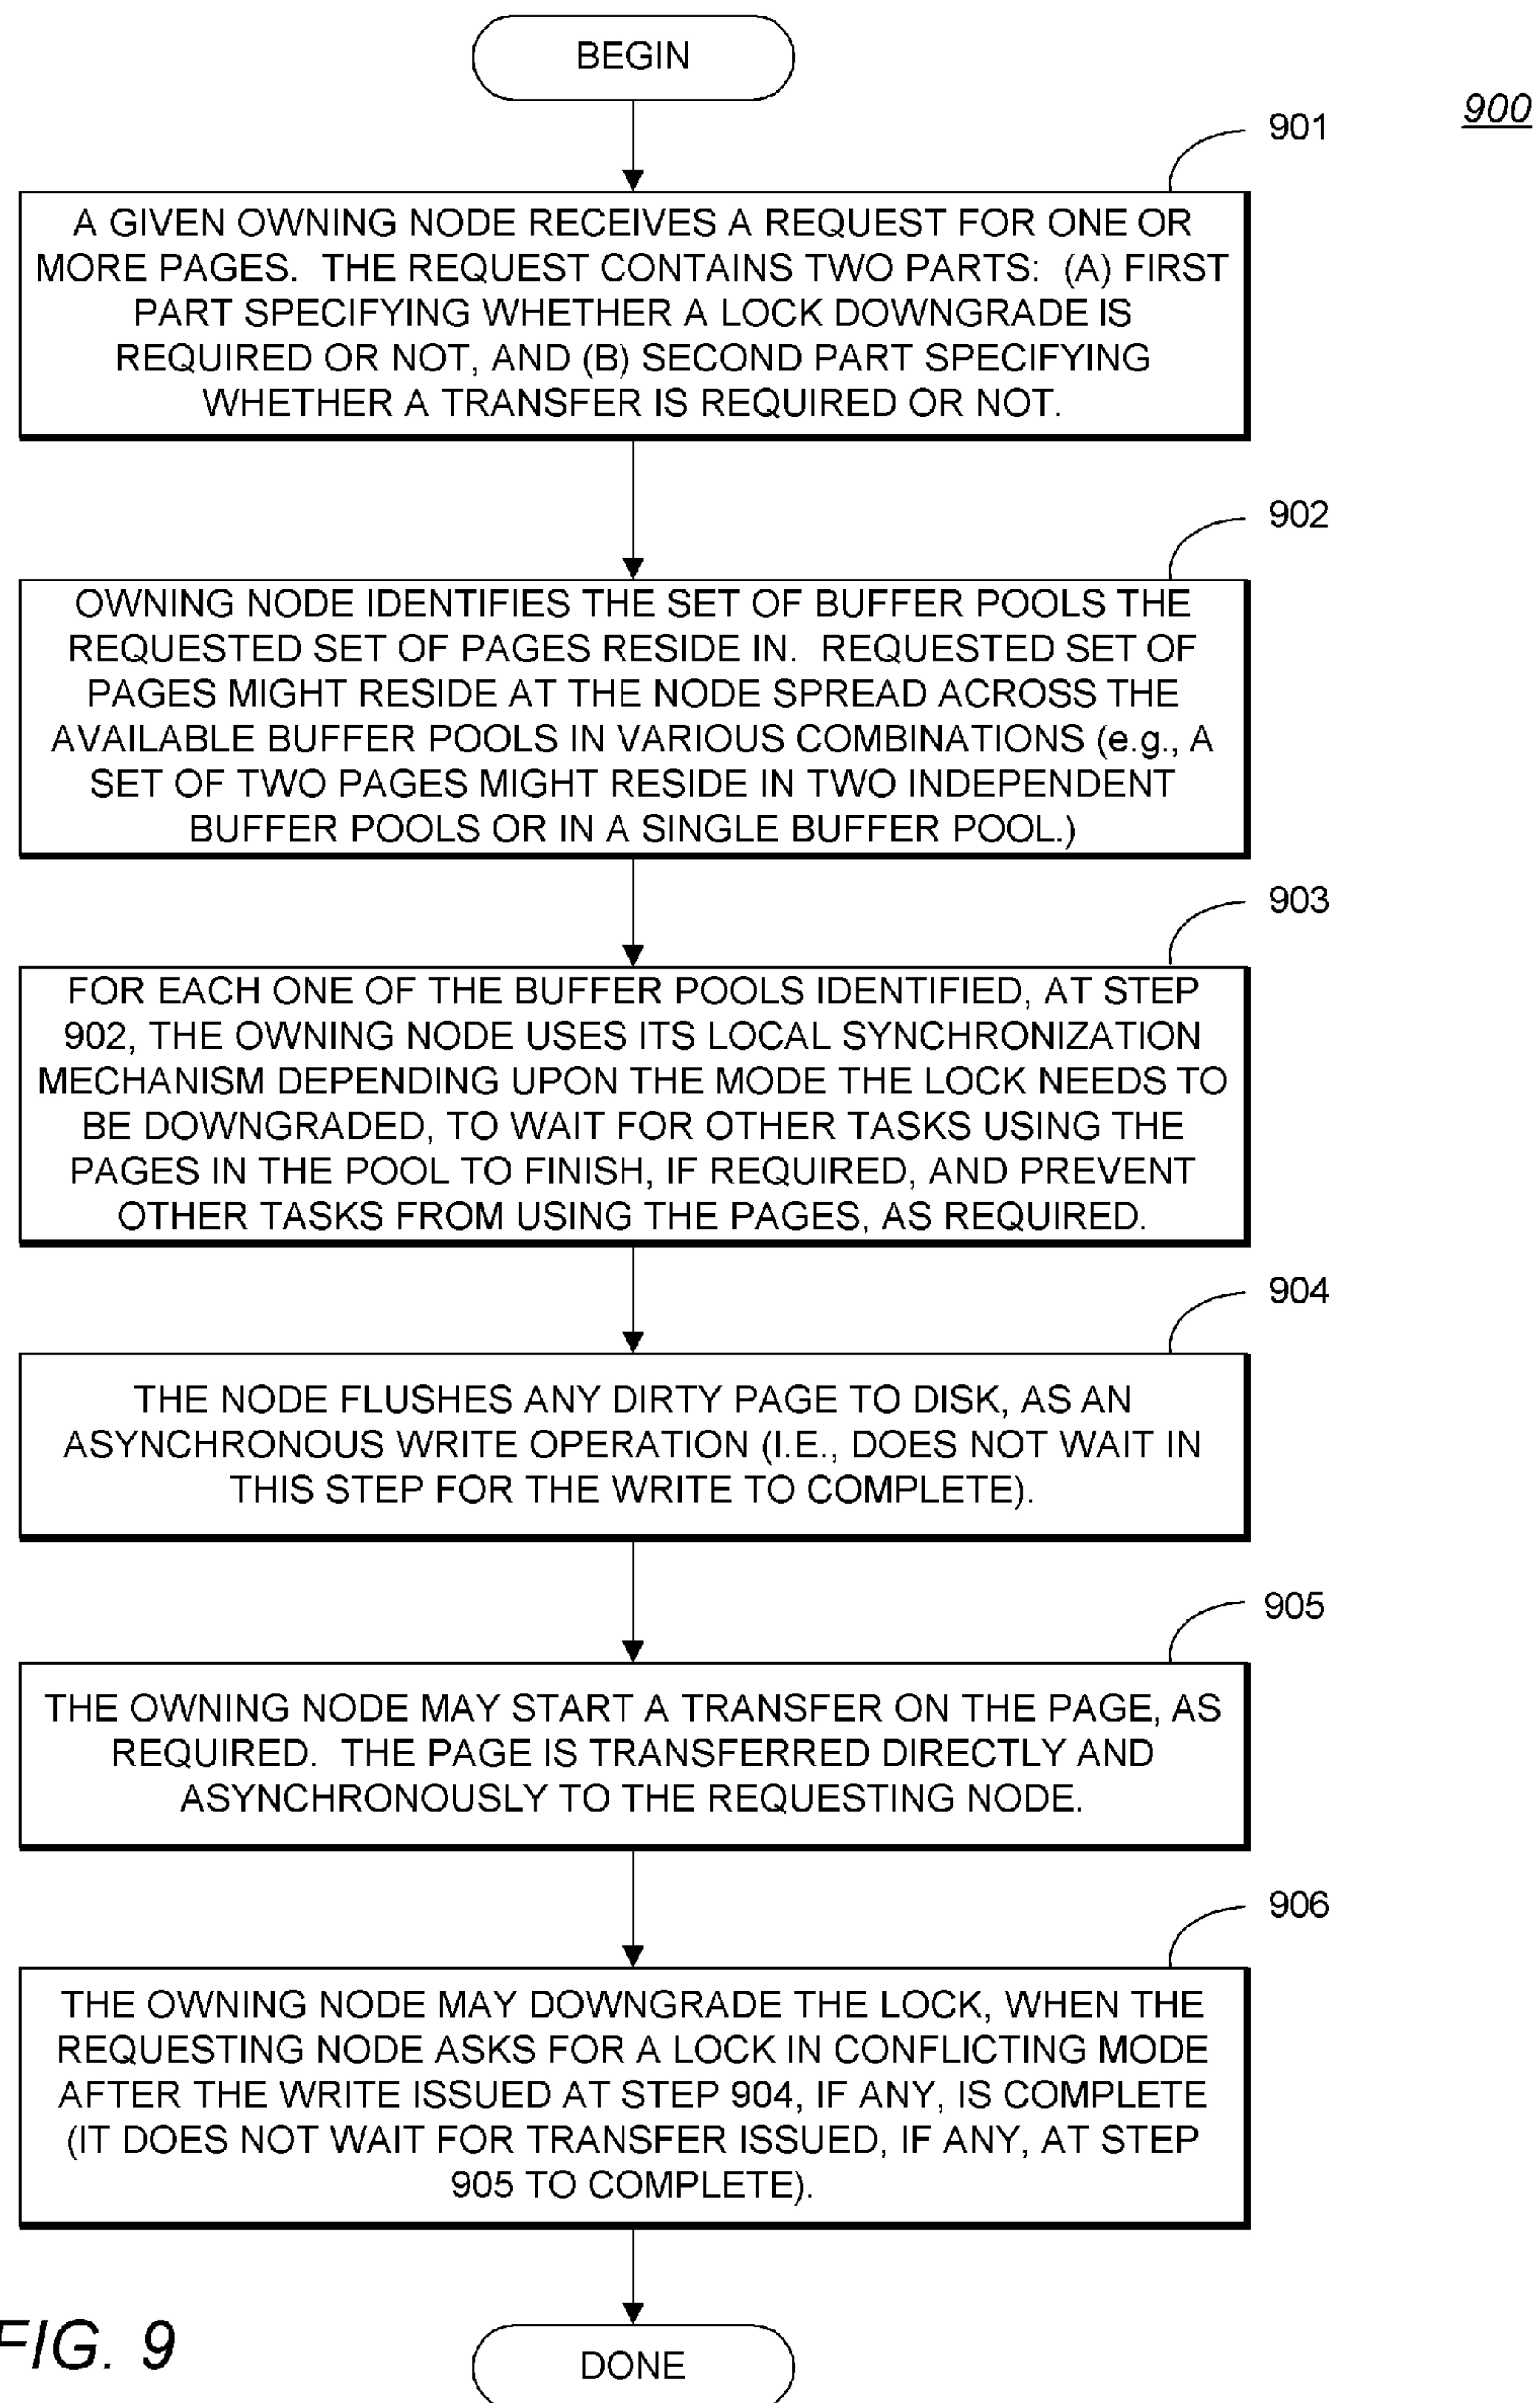 BEGIN
900
901
A GIVEN OWNING NODE RECEIVES A REQUEST FOR ONE OR
MORE PAGES. THE REQUEST CONTAINS TWO PARTS: (A) FIRST
PART SPECIFYING WHETHER A LOCK DOWNGRADE IS
REQUIRED OR NOT, AND (B) SECOND PART SPECIFYING
WHETHER A TRANSFER IS REQUIRED OR NOT.
902
OWNING NODE IDENTIFIES THE SET OF BUFFER POOLS THE
REQUESTED SET OF PAGES RESIDE IN. REQUESTED SET OF
PAGES MIGHT RESIDE AT THE NODE SPREAD ACROSS THE
AVAILABLE BUFFER POOLS IN VARIOUS COMBINATIONS (e.g., A
SET OF TWO PAGES MIGHT RESIDE IN TWO INDEPENDENT
BUFFER POOLS OR IN A SINGLE BUFFER POOL.)
903
FOR EACH ONE OF THE BUFFER POOLS IDENTIFIED, AT STEP
902, THE OWNING NODE USES ITS LOCAL SYNCHRONIZATION
MECHANISM DEPENDING UPON THE MODE THE LOCK NEEDS TO
BE DOWNGRADED, TO WAIT FOR OTHER TASKS USING THE
PAGES IN THE POOL TO FINISH, IF REQUIRED, AND PREVENT
OTHER TASKS FROM USING THE PAGES, AS REQUIRED.
904
THE NODE FLUSHES ANY DIRTY PAGE TO DISK, AS AN
ASYNCHRONOUS WRITE OPERATION (I.E., DOES NOT WAIT IN
THIS STEP FOR THE WRITE TO COMPLETE).
905
THE OWNING NODE MAY START A TRANSFER ON THE PAGE, AS
REQUIRED. THE PAGE IS TRANSFERRED DIRECTLY AND
ASYNCHRONOUSLY TO THE REQUESTING NODE.
906
THE OWNING NODE MAY DOWNGRADE THE LOCK, WHEN THE
REQUESTING NODE ASKS FOR A LOCK IN CONFLICTING MODE
AFTER THE WRITE ISSUED AT STEP 904, IF ANY, IS COMPLETE
(IT DOES NOT WAIT FOR TRANSFER ISSUED, IF ANY, AT STEP
905 TO COMPLETE).
DONE
FIG. 9